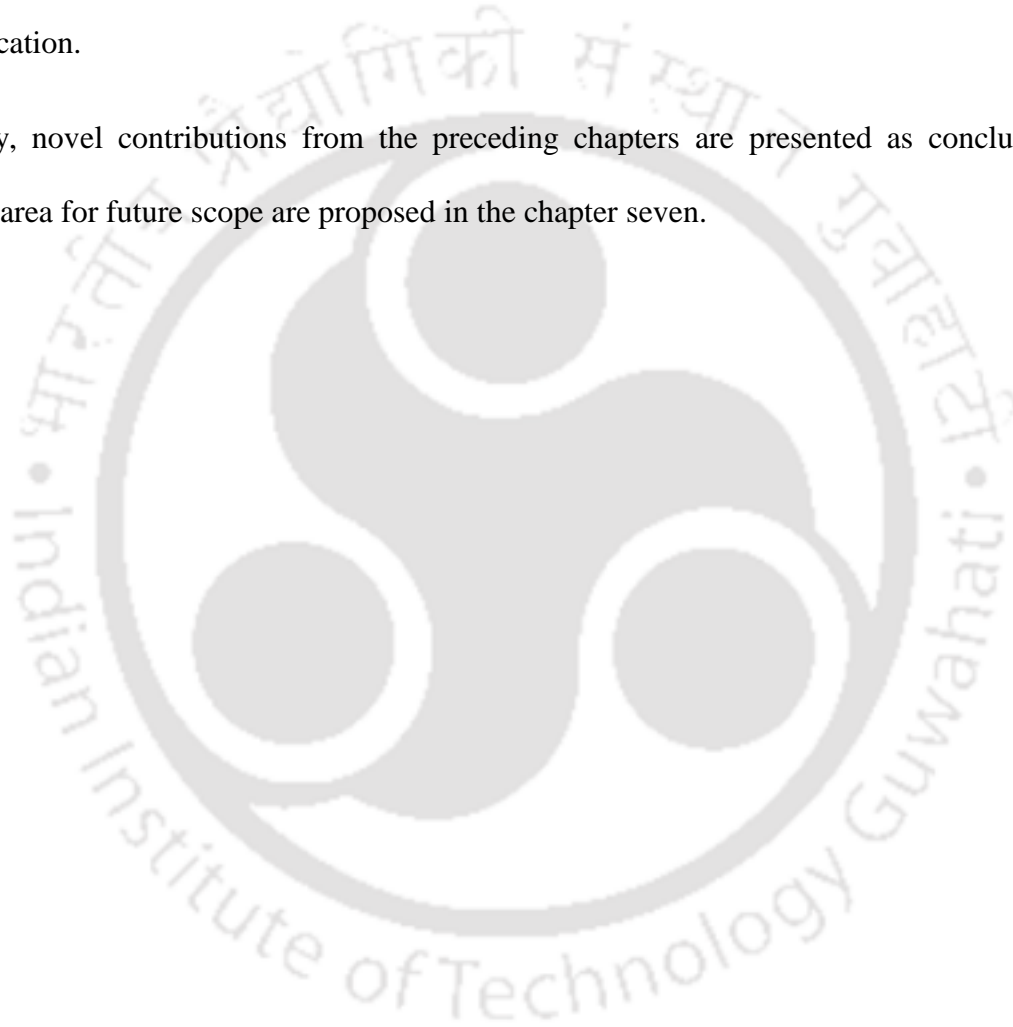 cation.
y, novel contributions from the preceding chapters are presented as conclu
area for future scope are proposed in the chapter seven.
भारतीय प्रौद्योगिकी संस्थान गुवाहाटी
Indian Institute of Technology Guwahati